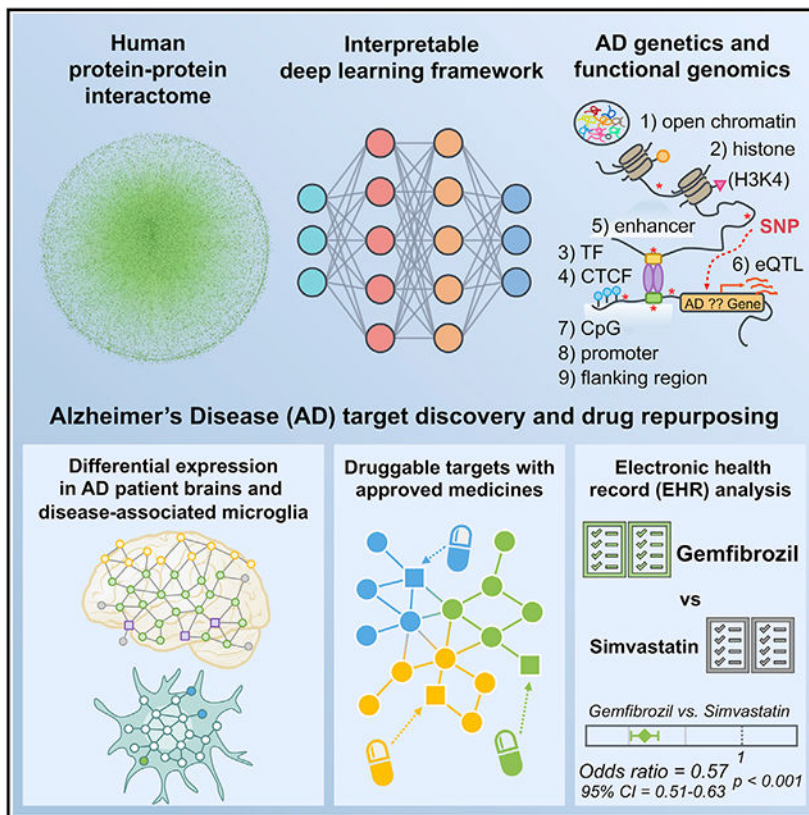 Human
protein-protein
interactome
Interpretable
deep learning framework
AD genetics and
functional genomics
1) open chromatin
2) histone
(H3K4)
5) enhancer
SNP
3) TF
4) CTCF
6) eQTL
AD ?? Gene
7) CpG
8) promoter
9) flanking region
Alzheimer's Disease (AD) target discovery and drug repurposing
Differential expression
in AD patient brains and
disease-associated microglia
Druggable targets with
approved medicines
Electronic health
record (EHR) analysis
Gemfibrozil
vs
Simvastatin
Gemfibrozil vs. Simvastatin
1
Odds ratio = 0.57
95% CI = 0.51-0.63
p < 0.001